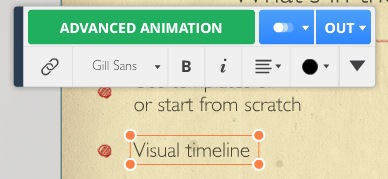 ADVANCED ANIMATION
OUT
Gill Sans
B
i
or start from scratch
Visual timeline